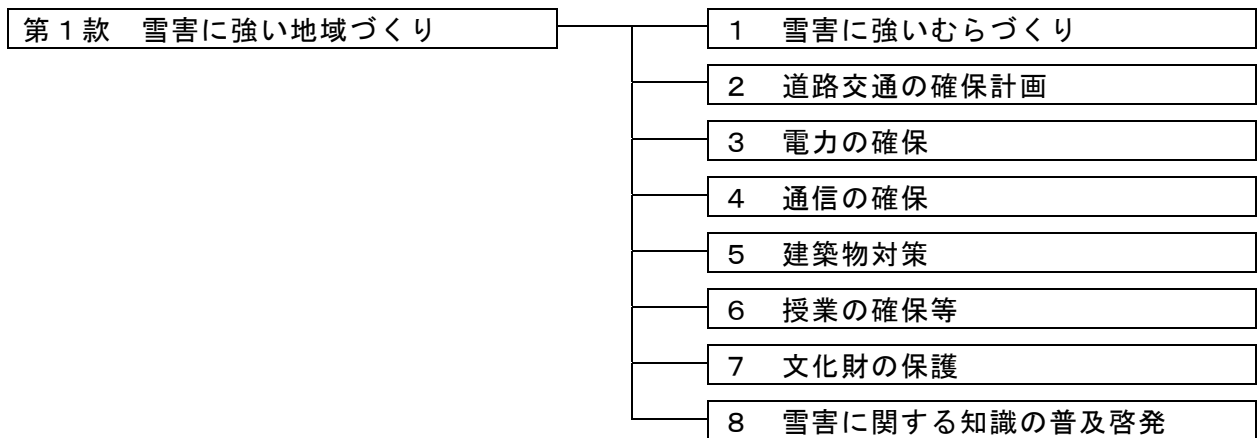 第1款　雪害に強い地域づくり
１　雪害に強いむらづくり
２　道路交通の確保計画
３　電力の確保
４　通信の確保
５　建築物対策
６　授業の確保等
７　文化財の保護
８　雪害に関する知識の普及啓発